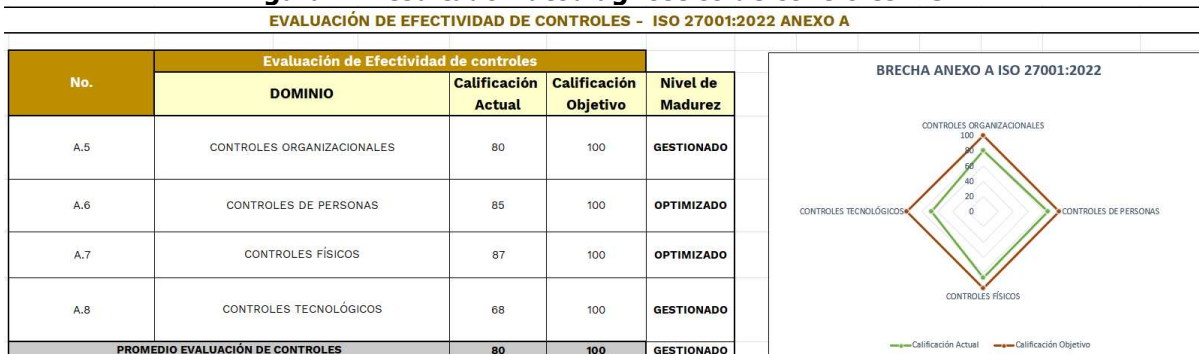 EVALUACIÓN DE EFECTIVIDAD DE CONTROLES - ISO 27001:2022 ANEXO A
No.
Evaluación de Efectividad de controles
DOMINIO
Calificación Actual
Calificación Objetivo
Nivel de Madurez
A.5 CONTROLES ORGANIZACIONALES 80 100 GESTIONADO
A.6 CONTROLES DE PERSONAS 85 100 OPTIMIZADO
A.7 CONTROLES FÍSICOS 87 100 OPTIMIZADO
A.8 CONTROLES TECNOLÓGICOS 68 100 GESTIONADO
PROMEDIO EVALUACIÓN DE CONTROLES 80 100 GESTIONADO
BRECHA ANEXO A ISO 27001:2022
CONTROLES ORGANIZACIONALES
100
80
60
40
20
0
CONTROLES TECNOLÓGICOS
CONTROLES DE PERSONAS
CONTROLES FÍSICOS
Calificación Actual
Calificación Objetivo